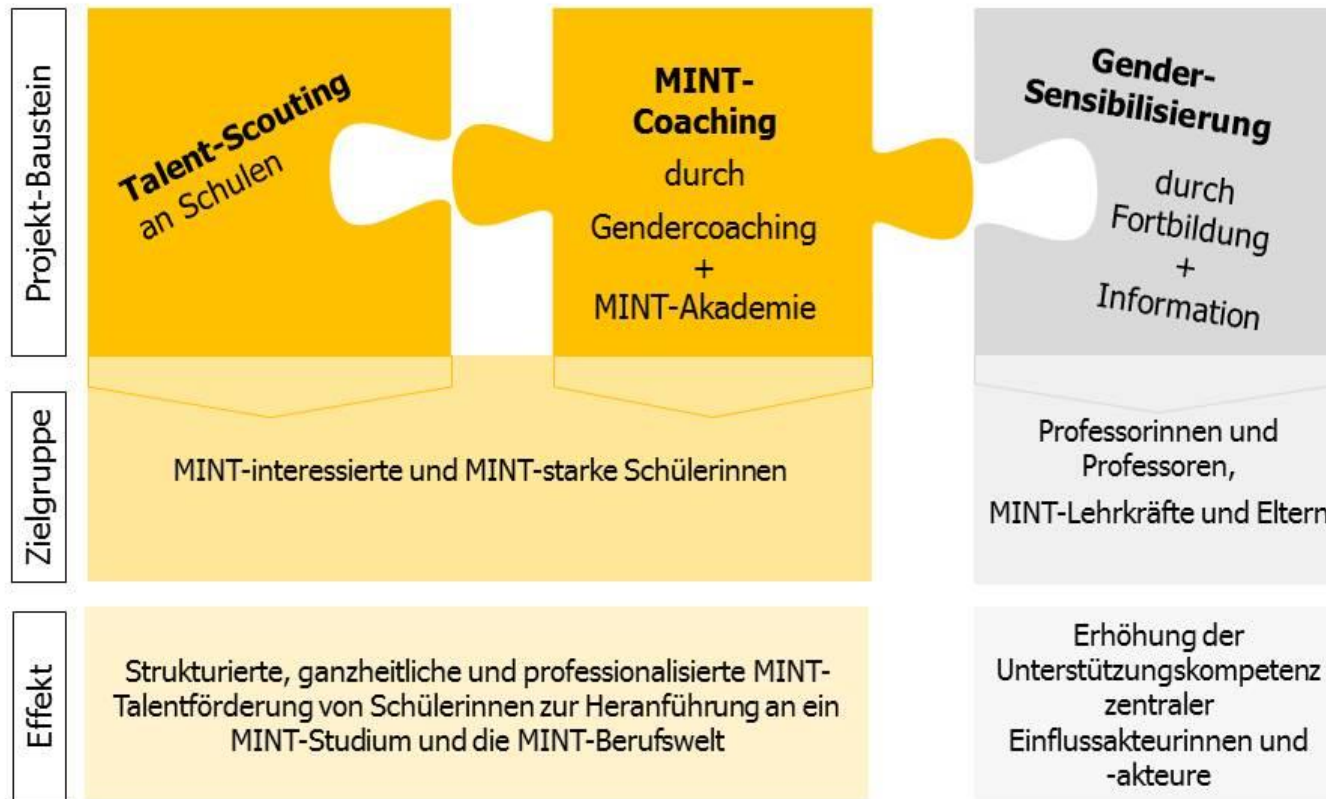 Projekt-Baustein
Talent-Scouting
an Schulen
MINT-
Coaching
durch
Gendercoaching
+
MINT-Akademie
Gender-
Sensibilisierung
durch
Fortbildung
+
Information
Zielgruppe
MINT-interessierte und MINT-starke Schülerinnen
Professorinnen und
Professoren,
MINT-Lehrkräfte und Eltern
Effekt
Strukturierte, ganzheitliche und professionalisierte MINT-
Talentförderung von Schülerinnen zur Heranführung an ein
MINT-Studium und die MINT-Berufswelt
Erhöhung der
Unterstützungskompetenz
zentraler
Einflussakteurinnen und
-akteure